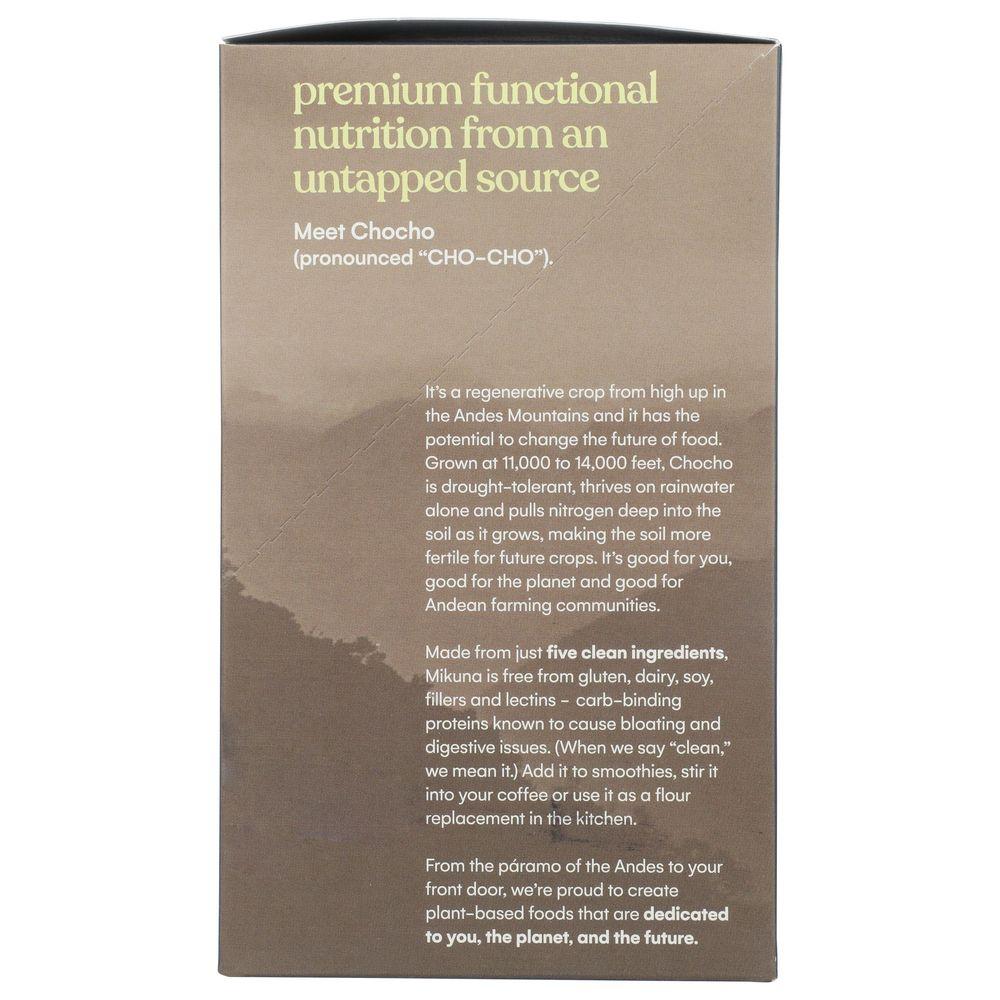 premium functional
nutrition from an
untapped source
Meet Chocho
(pronounced “CHO-CHO”).
It’s a regenerative crop from high up in
the Andes Mountains and it has the
potential to change the future of food.
Grown at 11,000 to 14,000 feet, Chocho
is drought-tolerant, thrives on rainwater
alone and pulls nitrogen deep into the
soil as it grows, making the soil more
fertile for future crops. It’s good for you,
good for the planet and good for
Andean farming communities.
Made from just five clean ingredients,
Mikuna is free from gluten, dairy, soy,
fillers and lectins – carb-binding
proteins known to cause bloating and
digestive issues. (When we say “clean,”
we mean it.) Add it to smoothies, stir it
into your coffee or use it as a flour
replacement in the kitchen.
From the páramo of the Andes to your
front door, we’re proud to create
plant-based foods that are dedicated
to you, the planet, and the future.